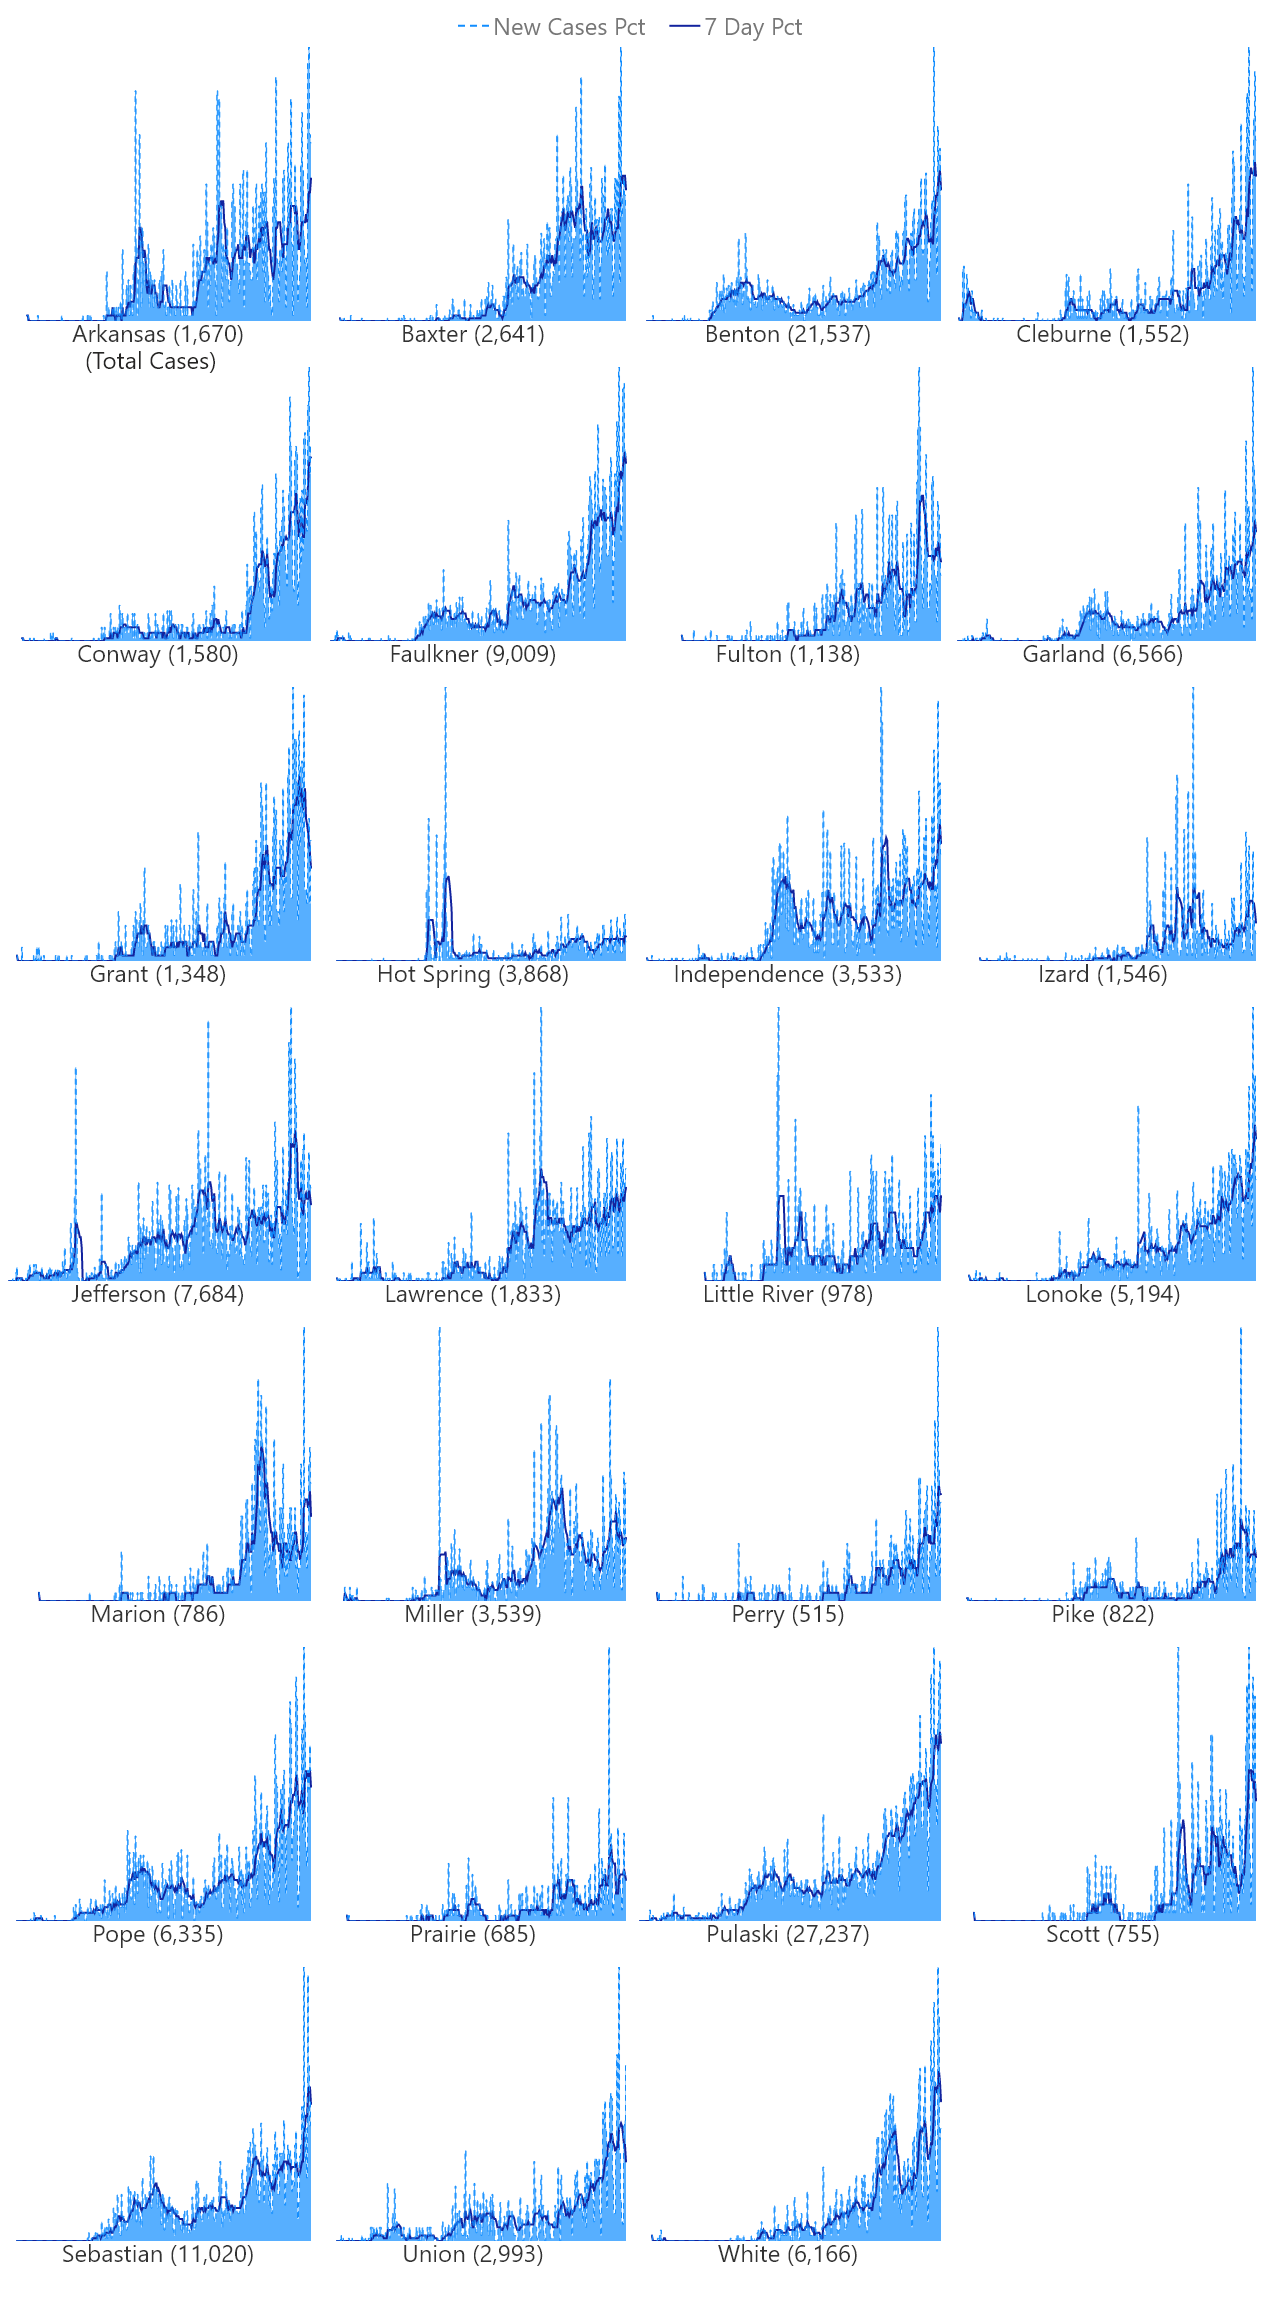 New Cases Pct 7 Day Pct
Arkansas (1,670) Baxter (2,641) Benton (21,537) Cleburne (1,552)
(Total Cases)
Conway (1,580) Faulkner (9,009) Fulton (1,138) Garland (6,566)
Grant (1,348) Hot Spring (3,868) Independence (3,533) Izard (1,546)
Jefferson (7,684) Lawrence (1,833) Little River (978) Lonoke (5,194)
Marion (786) Miller (3,539) Perry (515) Pike (822)
Pope (6,335) Prairie (685) Pulaski (27,237) Scott (755)
Sebastian (11,020) Union (2,993) White (6,166)